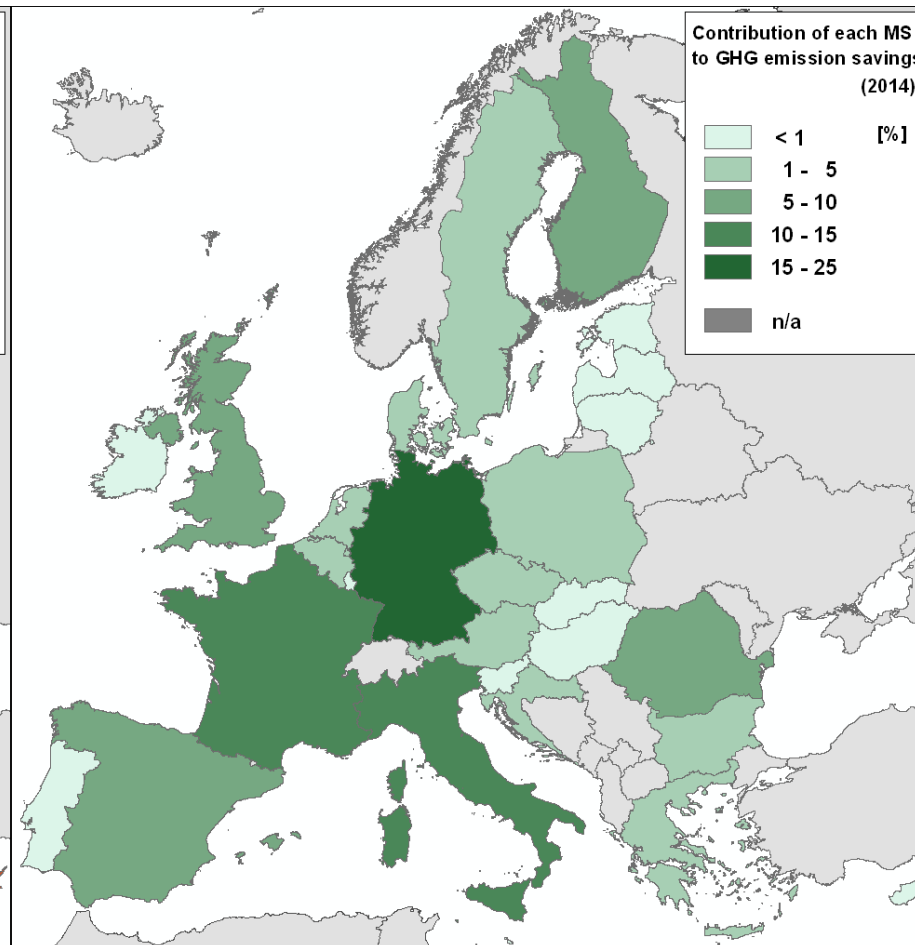 Contribution of each MS
to GHG emission savings
(2014)
[%]
< 1
1 - 5
5 - 10
10 - 15
15 - 25
n/a